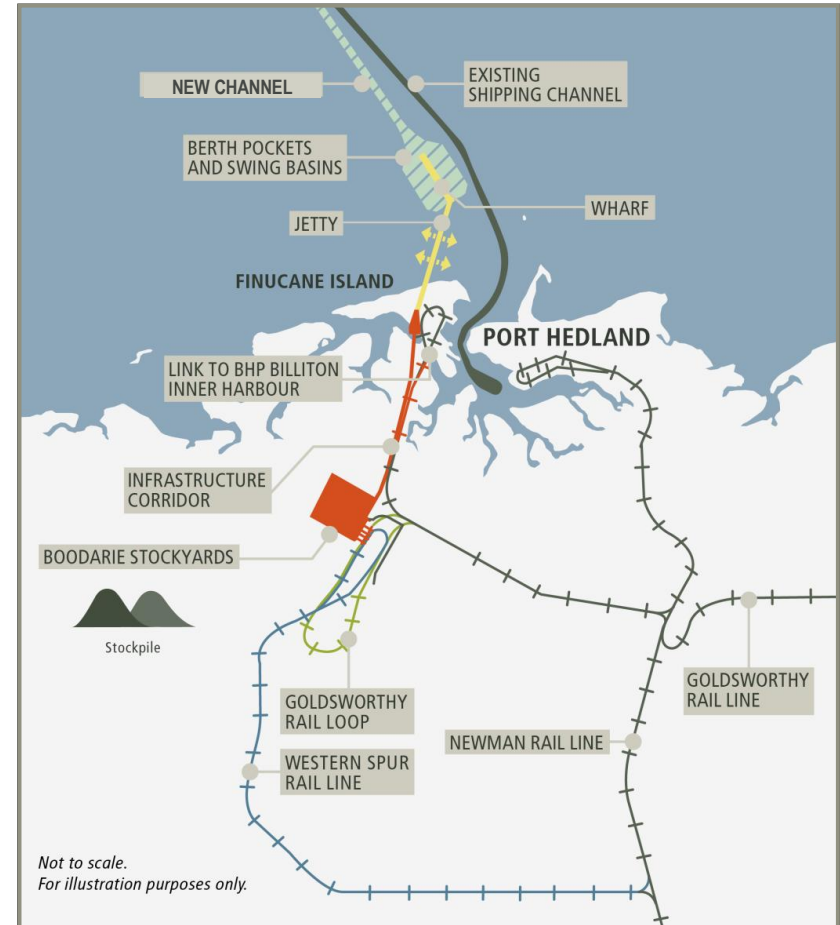 NEW CHANNEL
EXISTING
SHIPPING CHANNEL
BERTH POCKETS
AND SWING BASINS
WHARF
JETTY
FINUCANE ISLAND
PORT HEDLAND
LINK TO BHP BILLITON
INNER HARBOUR
INFRASTRUCTURE
CORRIDOR
BOODARIE STOCKYARDS
Stockpile
GOLDSWORTHY
RAIL LOOP
GOLDSWORTHY
RAIL LINE
NEWMAN RAIL LINE
WESTERN SPUR
RAIL LINE
Not to scale.
For illustration purposes only.